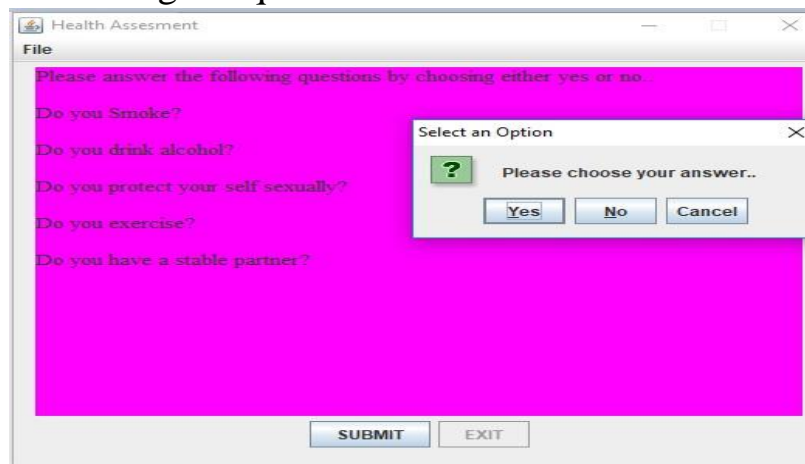 Health Assesment
File
Please answer the following questions by choosing either yes or no..
Do you Smoke?
Do you drink alcohol?
Do you protect your self sexually?
Do you exercise?
Do you have a stable partner?
Select an Option
?
Please choose your answer..
Yes No Cancel
SUBMIT EXIT